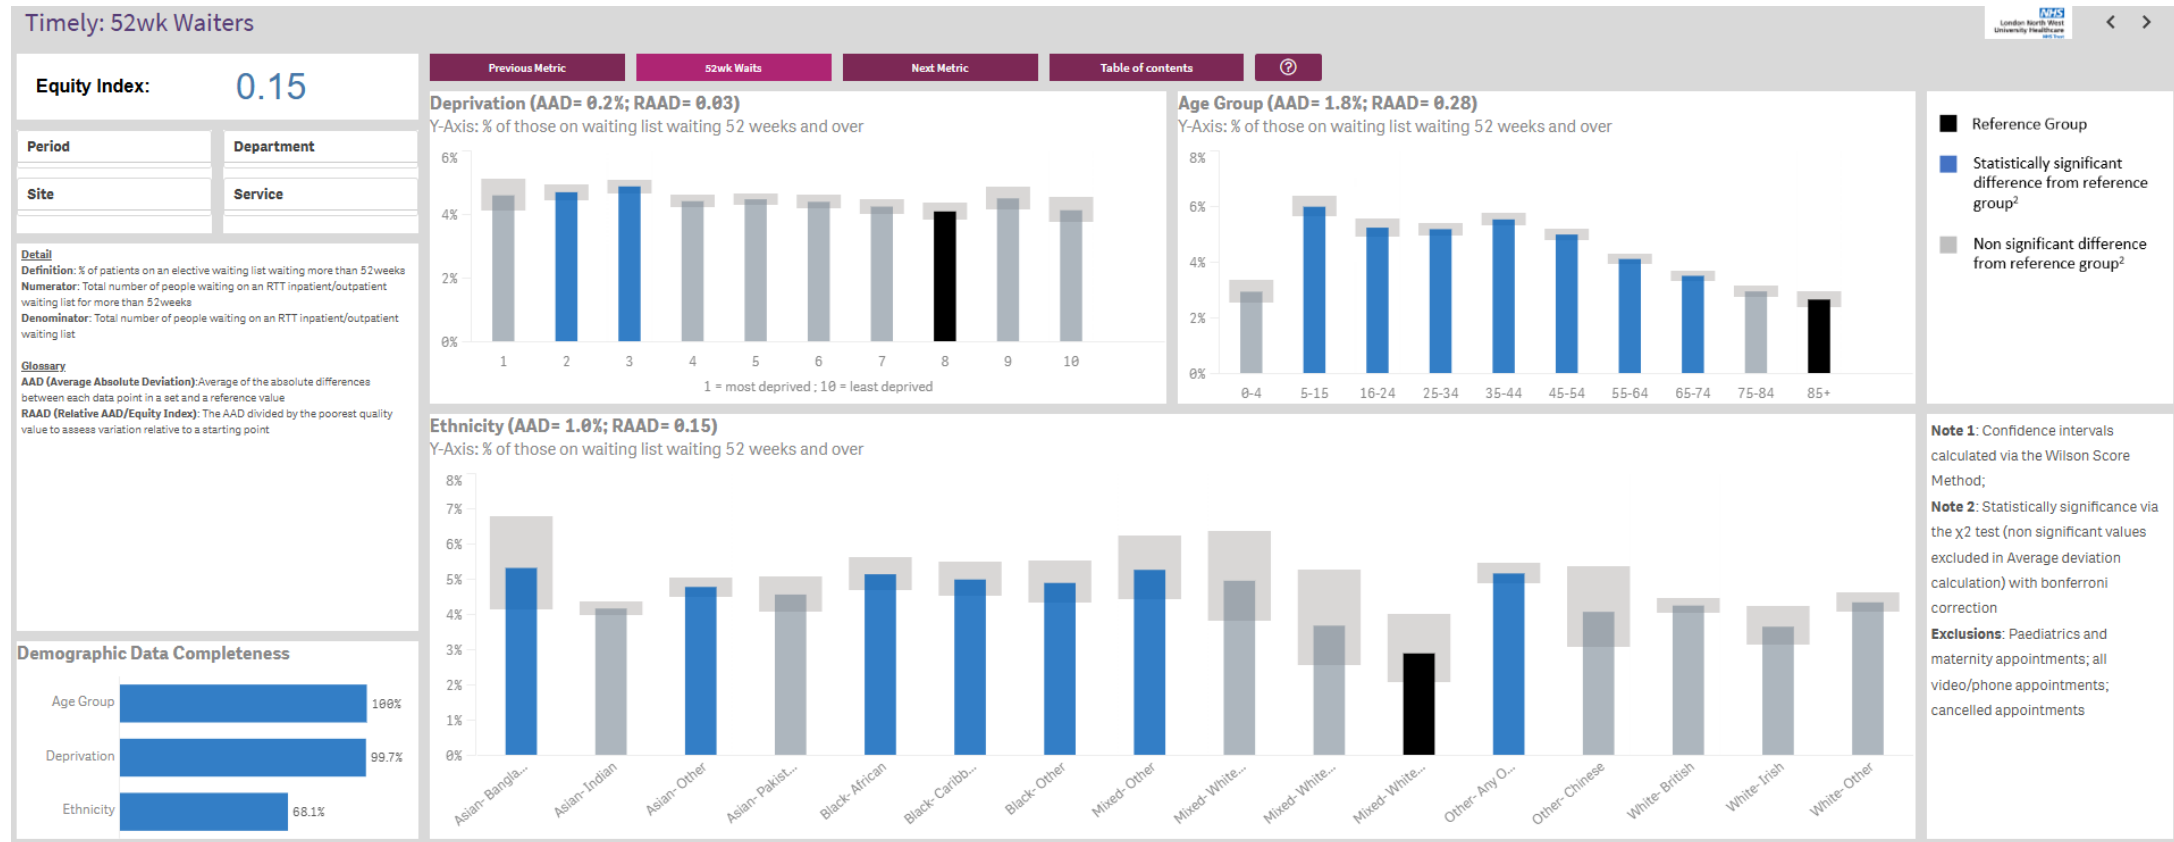 Timely: 52wk Waiters
NHS
London North West
University Healthcare
NHS Trust
Equity Index:
0.15
Previous Metric
52wk Waits
Next Metric
Table of contents
?
Period
Department
Site
Service
Detail
Definition: % of patients on an elective waiting list waiting more than 52weeks
Numerator: Total number of people waiting on an RTT inpatient/outpatient
waiting list for more than 52weeks
Denominator: Total number of people waiting on an RTT inpatient/outpatient
waiting list
Glossary
AAD (Average Absolute Deviation):Average of the absolute differences
between each data point in a set and a reference value
RAAD (Relative AAD/Equity Index): The AAD divided by the poorest quality
value to assess variation relative to a starting point
Demographic Data Completeness
Age Group
100%
Deprivation
99.7%
Ethnicity
68.1%
Deprivation (AAD= 0.2%; RAAD= 0.03)
Y-Axis: % of those on waiting list waiting 52 weeks and over
6%
4%
2%
0%
1 2 3 4 5 6 7 8 9 10
1 = most deprived ; 10 = least deprived
Age Group (AAD= 1.8%; RAAD= 0.28)
Y-Axis: % of those on waiting list waiting 52 weeks and over
8%
6%
4%
2%
0%
0-4 5-15 16-24 25-34 35-44 45-54 55-64 65-74 75-84 85+
Ethnicity (AAD= 1.0%; RAAD= 0.15)
Y-Axis: % of those on waiting list waiting 52 weeks and over
8%
7%
6%
5%
4%
3%
2%
1%
0%
Asian- Bangla...
Asian- Indian
Asian- Other
Asian- Pakist...
Black- African
Black- Caribb...
Black- Other
Mixed- Other
Mixed- White...
Mixed- White...
Mixed- White...
Other- Any O...
Other- Chinese
White- British
White- Irish
White- Other
Reference Group
Statistically significant
difference from reference
group²
Non significant difference
from reference group²
Note 1: Confidence intervals
calculated via the Wilson Score
Method;
Note 2: Statistically significance via
the χ2 test (non significant values
excluded in Average deviation
calculation) with bonferroni
correction
Exclusions: Paediatrics and
maternity appointments; all
video/phone appointments;
cancelled appointments